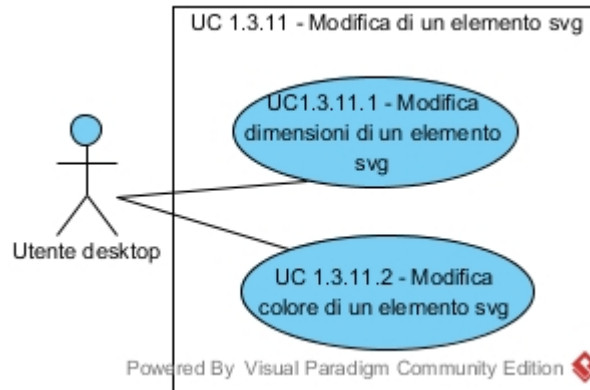 UC 1.3.11 - Modifica di un elemento svg
UC1.3.11.1 - Modifica
dimensioni di un elemento
svg
Utente desktop
UC 1.3.11.2 - Modifica
colore di un elemento svg
Powered By Visual Paradigm Community Edition